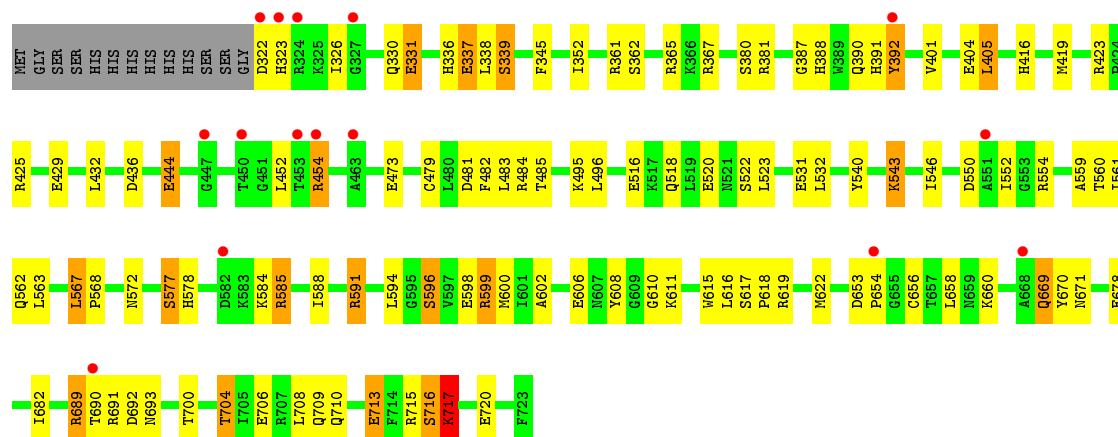 MET GLY SER SER HIS HIS HIS HIS HIS HIS SER SER GLY D322 H323 R324 K325 I326 G327 Q330 E331 H336 E337 L338 S339 F345 I352 R361 S362 R365 K366 R367 S380 R381 G387 H388 W389 Q390 H391 Y392 V401 E404 L405 H416 M419 R423
R425 E429 L432 D436 E444 G447 T450 G451 L452 T453 R454 A463 E473 C479 L480 D481 F482 L483 R484 T485 K495 L496 E516 K517 Q518 L519 E520 N521 S522 L523 E531 L532 Y540 K543 I546 D550 A551 I552 G553 R554 A559 T560
Q562 L563 L567 P568 N572 S577 H578 D582 K583 K584 R585 I588 R591 L594 G595 S596 V597 E598 R599 M600 I601 A602 E606 N607 Y608 G609 G610 K611 W615 L616 S617 P618 R619 M622 D653 P654 G655 C656 T657 L658 N659 K660 A668 Q669 Y670 N671
I682 R689 T690 R691 D692 N693 T700 T704 I705 E706 R707 L708 Q709 Q710 E713 F714 R715 S716 K717 E720 F723